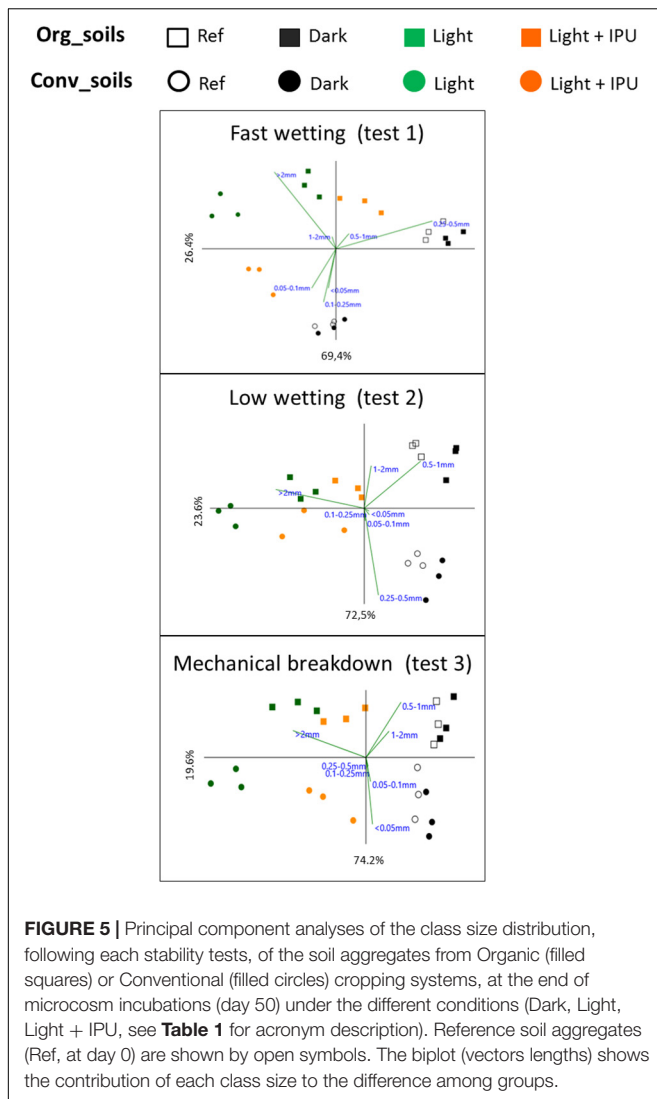 Org_soils Ref Dark Light Light + IPU
Conv_soils Ref Dark Light Light + IPU
Fast wetting (test 1)
>2mm
0.25-0.5mm
1-2mm
0.5-1mm
26.4%
0.05-0.1mm
<0.05mm
0.1-0.25mm
69,4%
Low wetting (test 2)
1-2mm
0.5-1mm
>2mm
23.6%
0.1-0.25mm
<0.05mm
0.05-0.1mm
0.25-0.5mm
72,5%
Mechanical breakdown (test 3)
0.5-1mm
>2mm
1-2mm
19.6%
0.25-0.5mm
0.1-0.25mm
0.05-0.1mm
<0.05mm
74.2%
FIGURE 5 | Principal component analyses of the class size distribution,
following each stability tests, of the soil aggregates from Organic (filled
squares) or Conventional (filled circles) cropping systems, at the end of
microcosm incubations (day 50) under the different conditions (Dark, Light,
Light + IPU, see Table 1 for acronym description). Reference soil aggregates
(Ref, at day 0) are shown by open symbols. The biplot (vectors lengths) shows
the contribution of each class size to the difference among groups.